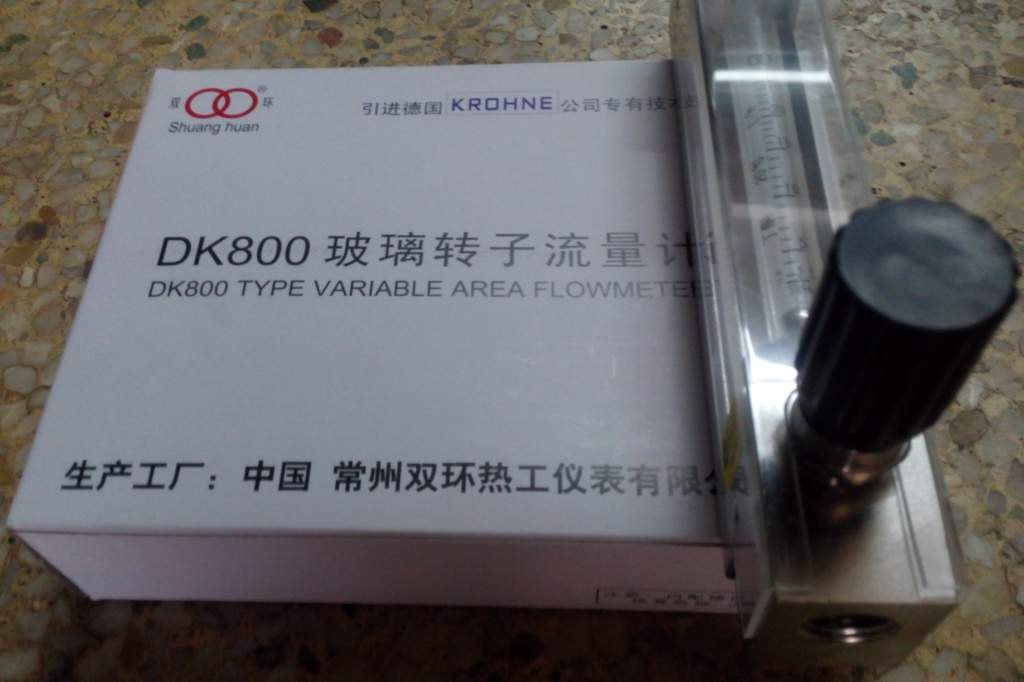 双 环 ®
Shuang huan
引进德国 KROHNE 公司专有技术
DK800 玻璃转子流量计
DK800 TYPE VARIABLE AREA FLOWMETER
生产工厂：中国 常州双环热工仪表有限公司